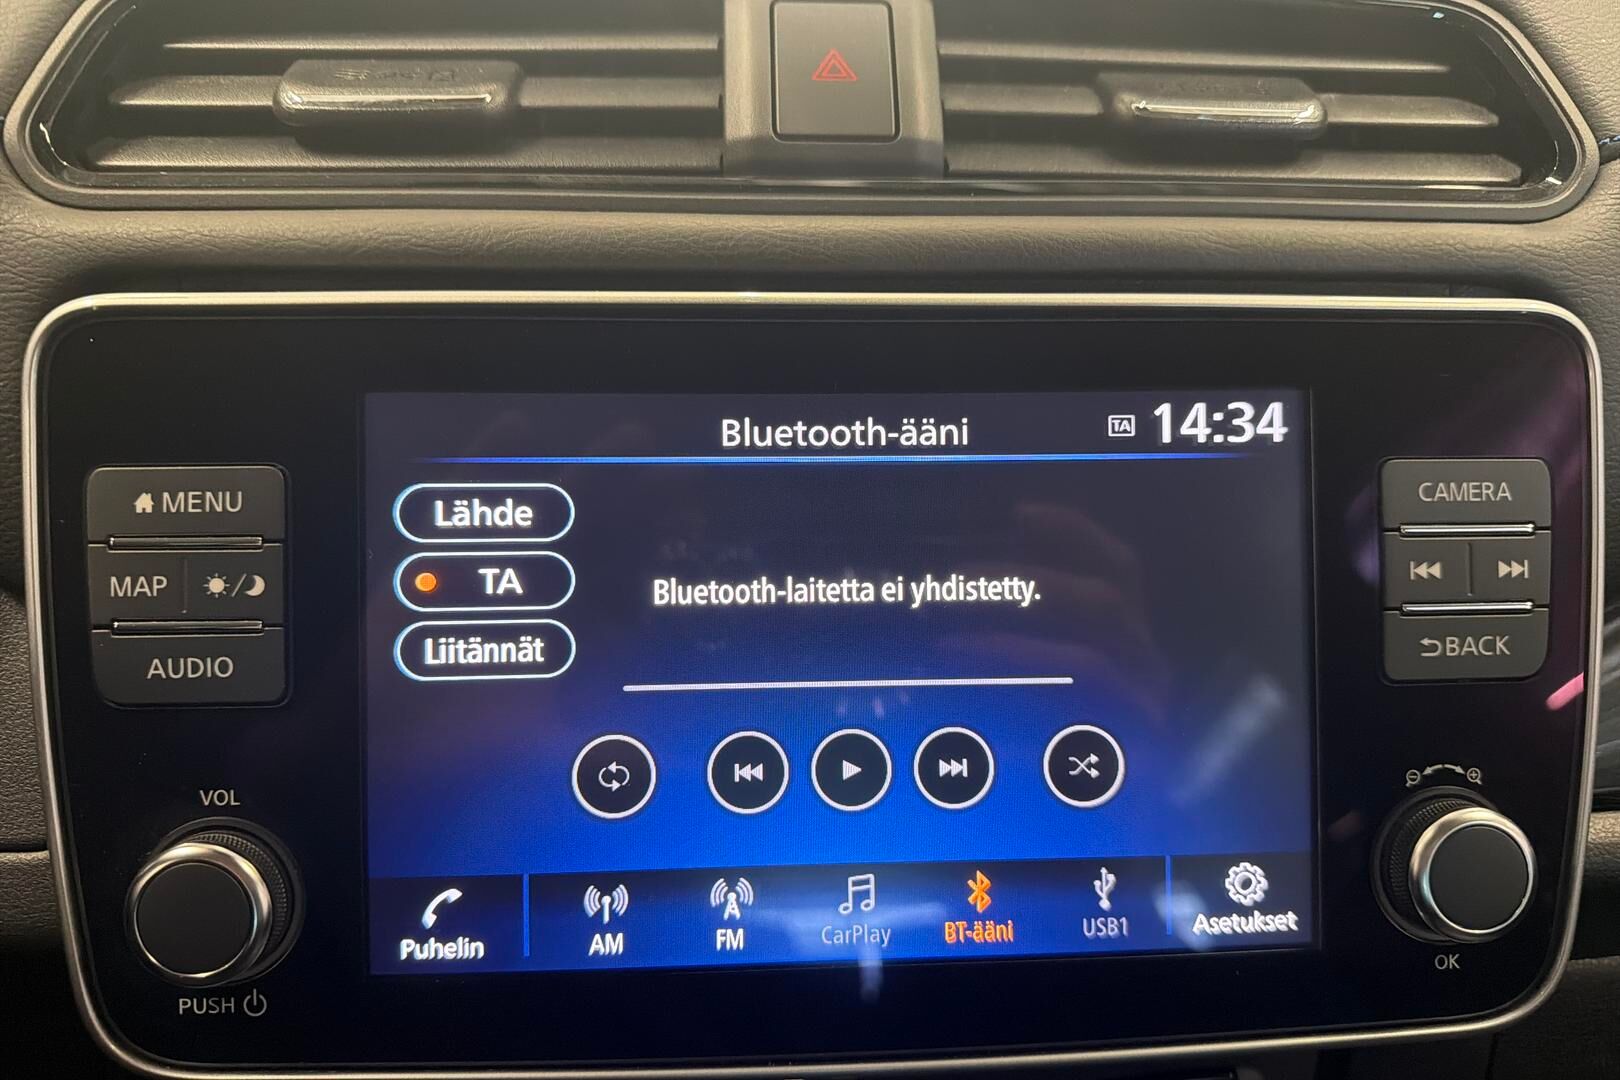 Bluetooth-ääni
TA 14:34
MENU
MAP
AUDIO
VOL
PUSH
Lähde
TA
Liitännät
Bluetooth-laitetta ei yhdistetty.
Puhelin
AM
FM
CarPlay
BT-ääni
USB1
Asetukset
CAMERA
BACK
OK